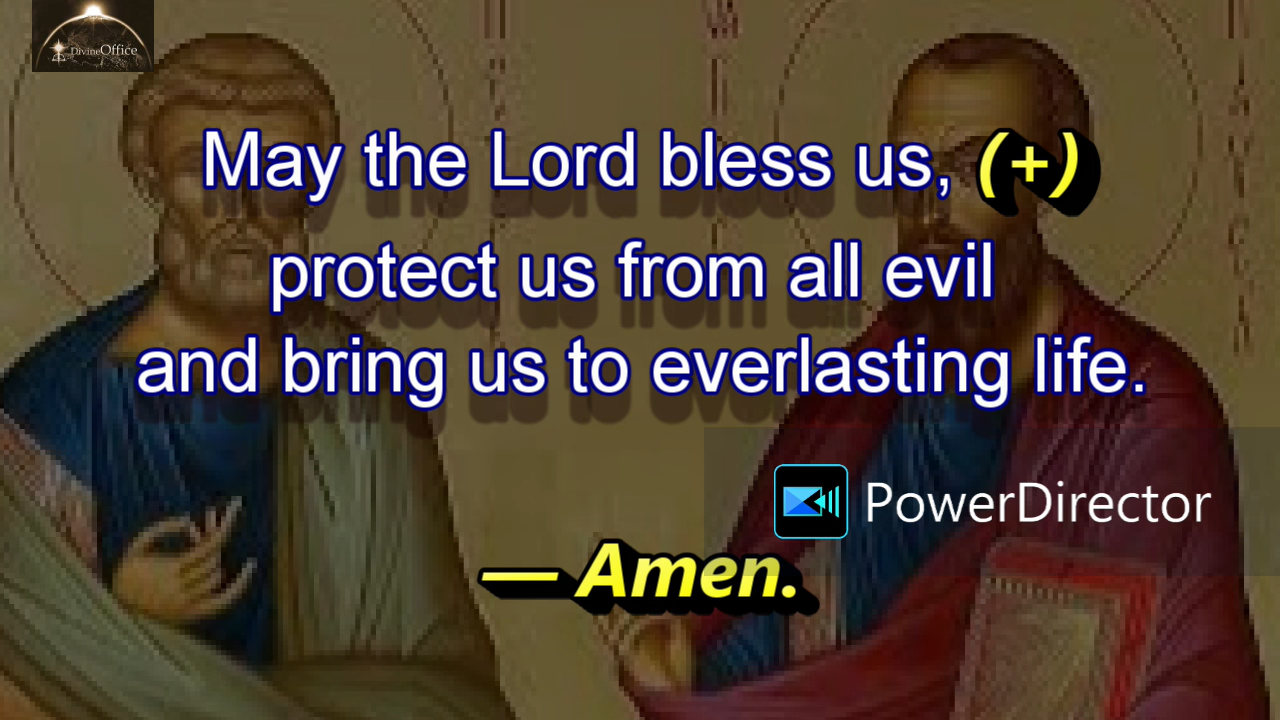 DivineOffice
May the Lord bless us, (+)
protect us from all evil
and bring us to everlasting life.
PowerDirector
— Amen.